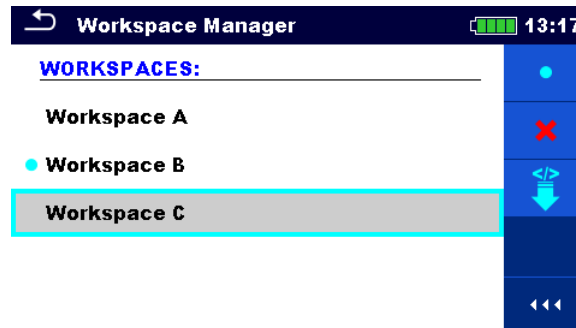 Workspace Manager 13:17
WORKSPACES:
Workspace A
Workspace B
</>
Workspace C